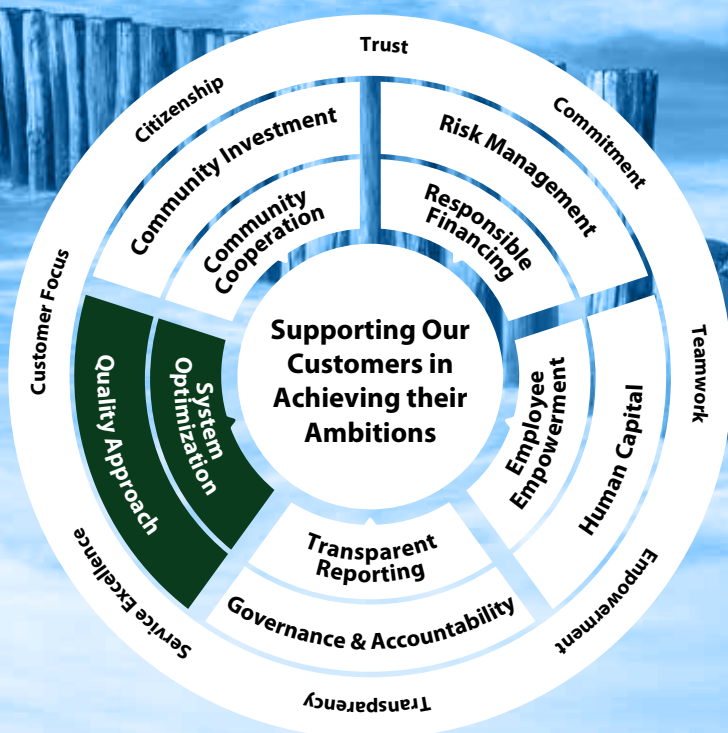 Trust
Commitment
Teamwork
Empowerment
Transparency
Service Excellence
Customer Focus
Citizenship
Community Investment
Community
Cooperation
Risk Management
Responsible
Financing
Human Capital
Employee
Empowerment
Governance & Accountability
Transparent
Reporting
Quality Approach
System
Optimization
Supporting Our
Customers in
Achieving their
Ambitions